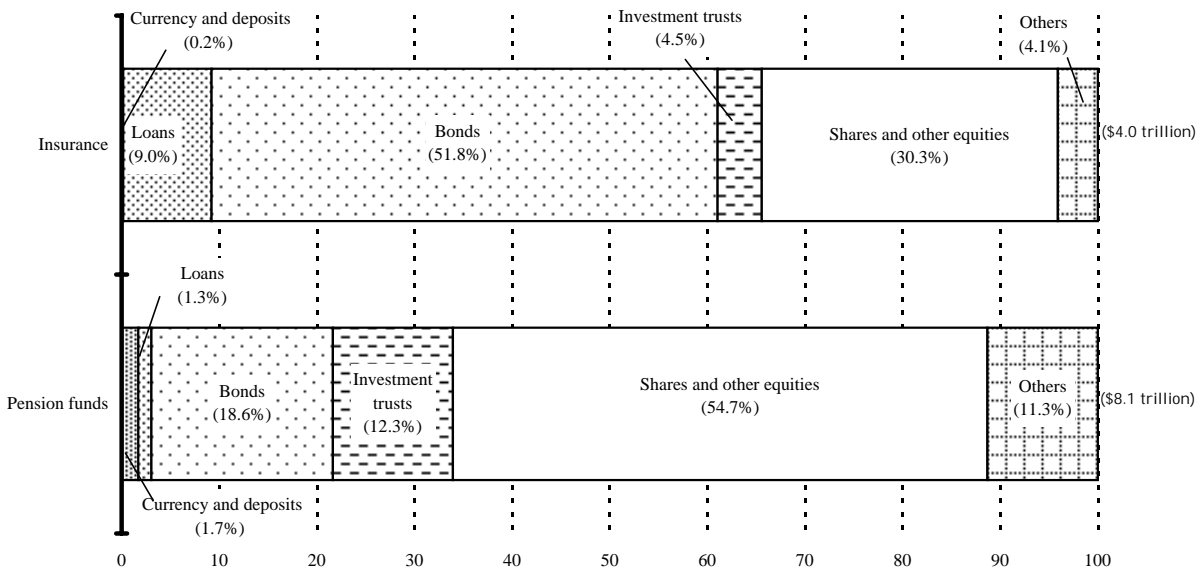 Currency and deposits
(0.2%)
Investment trusts
(4.5%)
Others
(4.1%)
Insurance
Loans
(9.0%)
Bonds
(51.8%)
Shares and other equities
(30.3%)
($4.0 trillion)
Loans
(1.3%)
Pension funds
Bonds
(18.6%)
Investment
trusts
(12.3%)
Shares and other equities
(54.7%)
Others
(11.3%)
($8.1 trillion)
Currency and deposits
(1.7%)
0 10 20 30 40 50 60 70 80 90 100